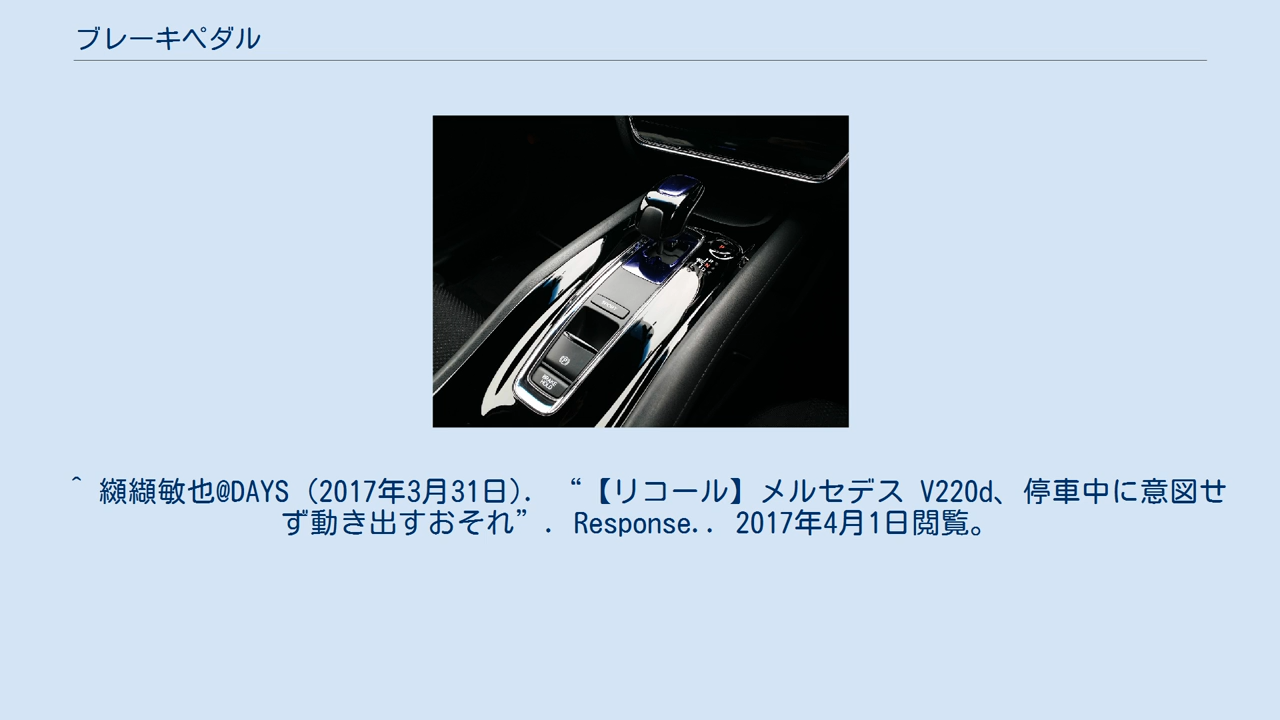 ブレーキペダル
BRAKE
HOLD
^ 纐纈敏也@DAYS (2017年3月31日). “【リコール】メルセデス V220d、停車中に意図せ
ず動き出すおそれ”. Response.. 2017年4月1日閲覧。